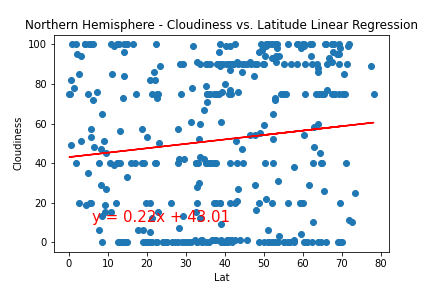 Northern Hemisphere - Cloudiness vs. Latitude Linear Regression
100
80
60
40
20
0
Cloudiness
y = 0.22x + 43.01
0 10 20 30 40 50 60 70 80
Lat